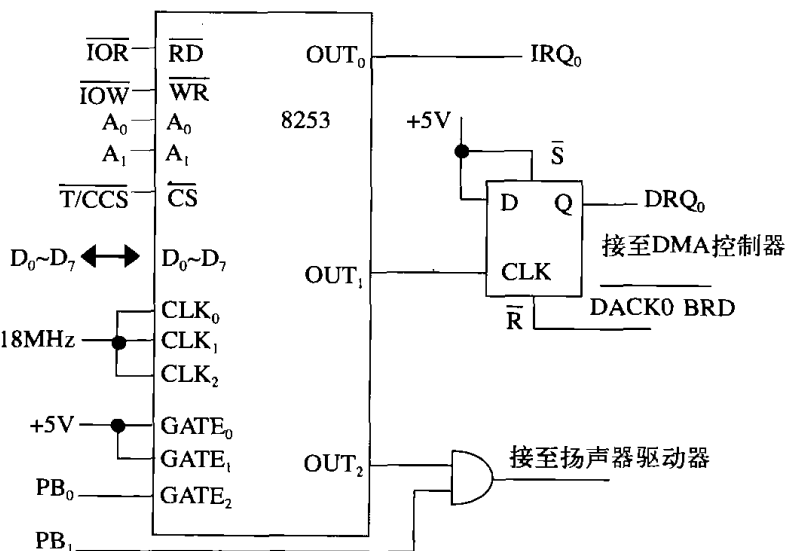 IOR RD OUT₀ IRQ₀
IOW WR
A₀ A₀ 8253 +5V
A₁ A₁ S
T/CCS CS D Q DRQ₀
接至DMA控制器
D₀~D₇ D₀~D₇ OUT₁ CLK
R DACK0 BRD
CLK₀
18MHz CLK₁
CLK₂
+5V GATE₀
GATE₁ OUT₂ 接至扬声器驱动器
PB₀ GATE₂
PB₁